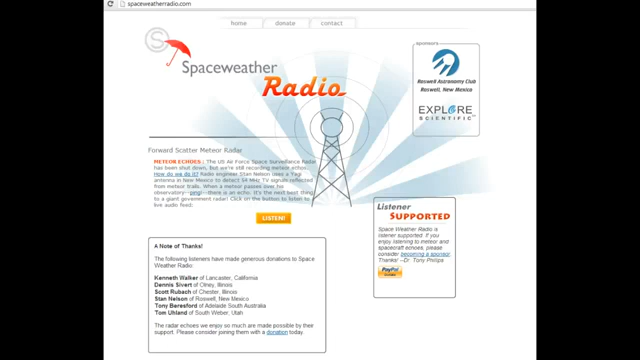 spaceweatherradio.com
home donate contact
S
Spaceweather
Radio
sponsors
Roswell Astronomy Club
Roswell, New Mexico
EXPLORE
SCIENTIFIC
Forward Scatter Meteor Radar
METEOR ECHOES : The US Air Force Space Surveillance Radar
has been shut down, But we're still recording meteor echos.
How do we do it? Radio engineer Stan Nelson uses a Yagi
antenna in New Mexico to detect 54 MHz TV signals reflected
from meteor trails. When a meteor passes over his
observatory--ping!--there is an echo. It's the next best thing
to a giant government radar! Click on the button to listen to
live audio feed:
LISTEN!
Listener
SUPPORTED
Space Weather Radio is
listener supported. If you
enjoy listening to meteor and
spacecraft echoes, please
consider becoming a sponsor!
Thanks! --Dr. Tony Phillips
PayPal
A Note of Thanks!
The following listeners have made generous donations to Space
Weather Radio:
Kenneth Walker of Lancaster, California
Dennis Sivert of Olney, Illinois
Scott Rubach of Chester, Illinois
Stan Nelson of Roswell, New Mexico
Tony Beresford of Adelaide South Australia
Tom Uhland of South Weber, Utah
The radar echoes we enjoy so much are made possible by their
support. Please consider joining them with a donation today.